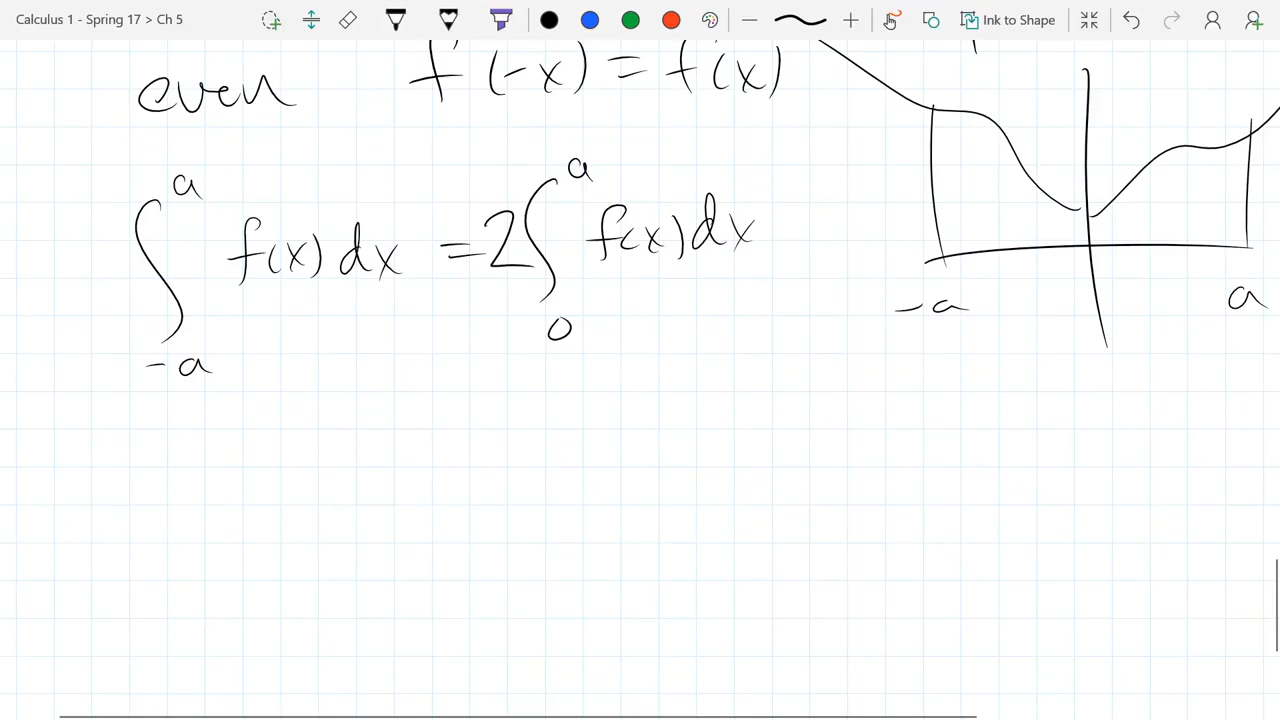 Calculus 1 - Spring 17 > Ch 5
Ink to Shape
even f(-x) = f(x)
∫_{-a}^{a} f(x) dx = 2 ∫_{0}^{a} f(x) dx
-a a